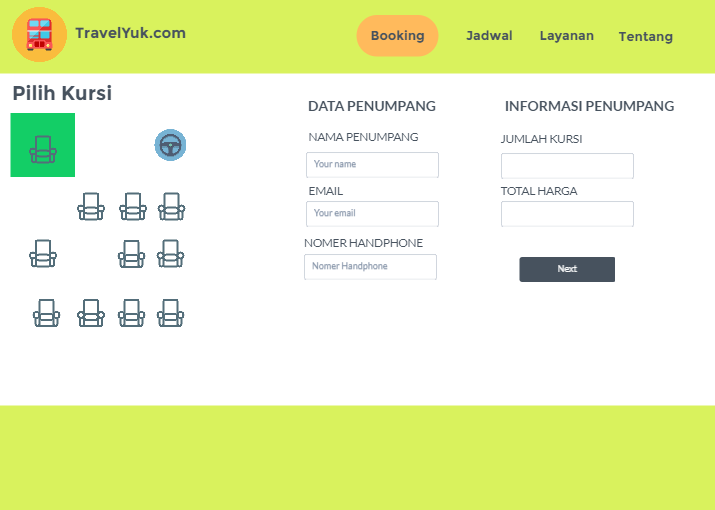 TravelYuk.com
Booking
Jadwal
Layanan
Tentang
Pilih Kursi
DATA PENUMPANG
NAMA PENUMPANG
Your name
EMAIL
Your email
NOMER HANDPHONE
Nomer Handphone
INFORMASI PENUMPANG
JUMLAH KURSI
TOTAL HARGA
Next